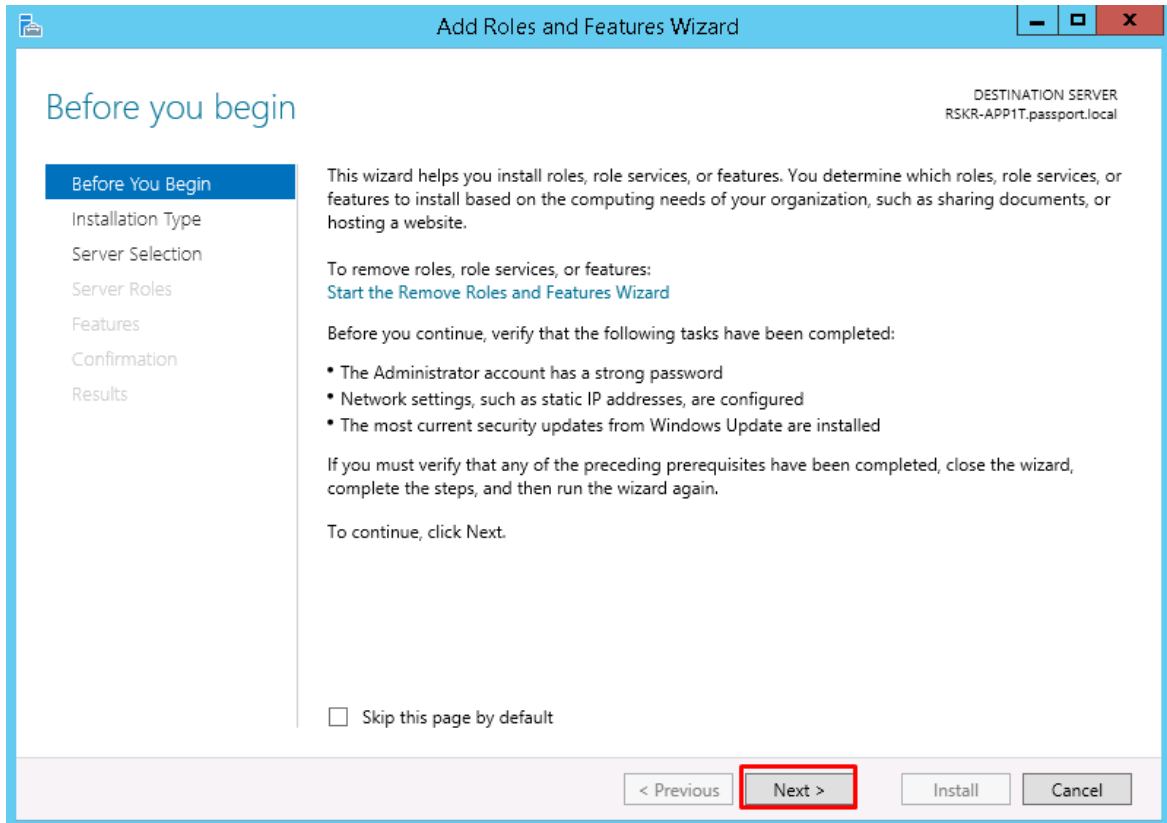 Add Roles and Features Wizard
Before you begin
DESTINATION SERVER
RSKR-APP1T.passport.local
Before You Begin
Installation Type
Server Selection
Server Roles
Features
Confirmation
Results
This wizard helps you install roles, role services, or features. You determine which roles, role services, or
features to install based on the computing needs of your organization, such as sharing documents, or
hosting a website.
To remove roles, role services, or features:
Start the Remove Roles and Features Wizard
Before you continue, verify that the following tasks have been completed:
• The Administrator account has a strong password
• Network settings, such as static IP addresses, are configured
• The most current security updates from Windows Update are installed
If you must verify that any of the preceding prerequisites have been completed, close the wizard,
complete the steps, and then run the wizard again.
To continue, click Next.
Skip this page by default
< Previous
Next >
Install
Cancel